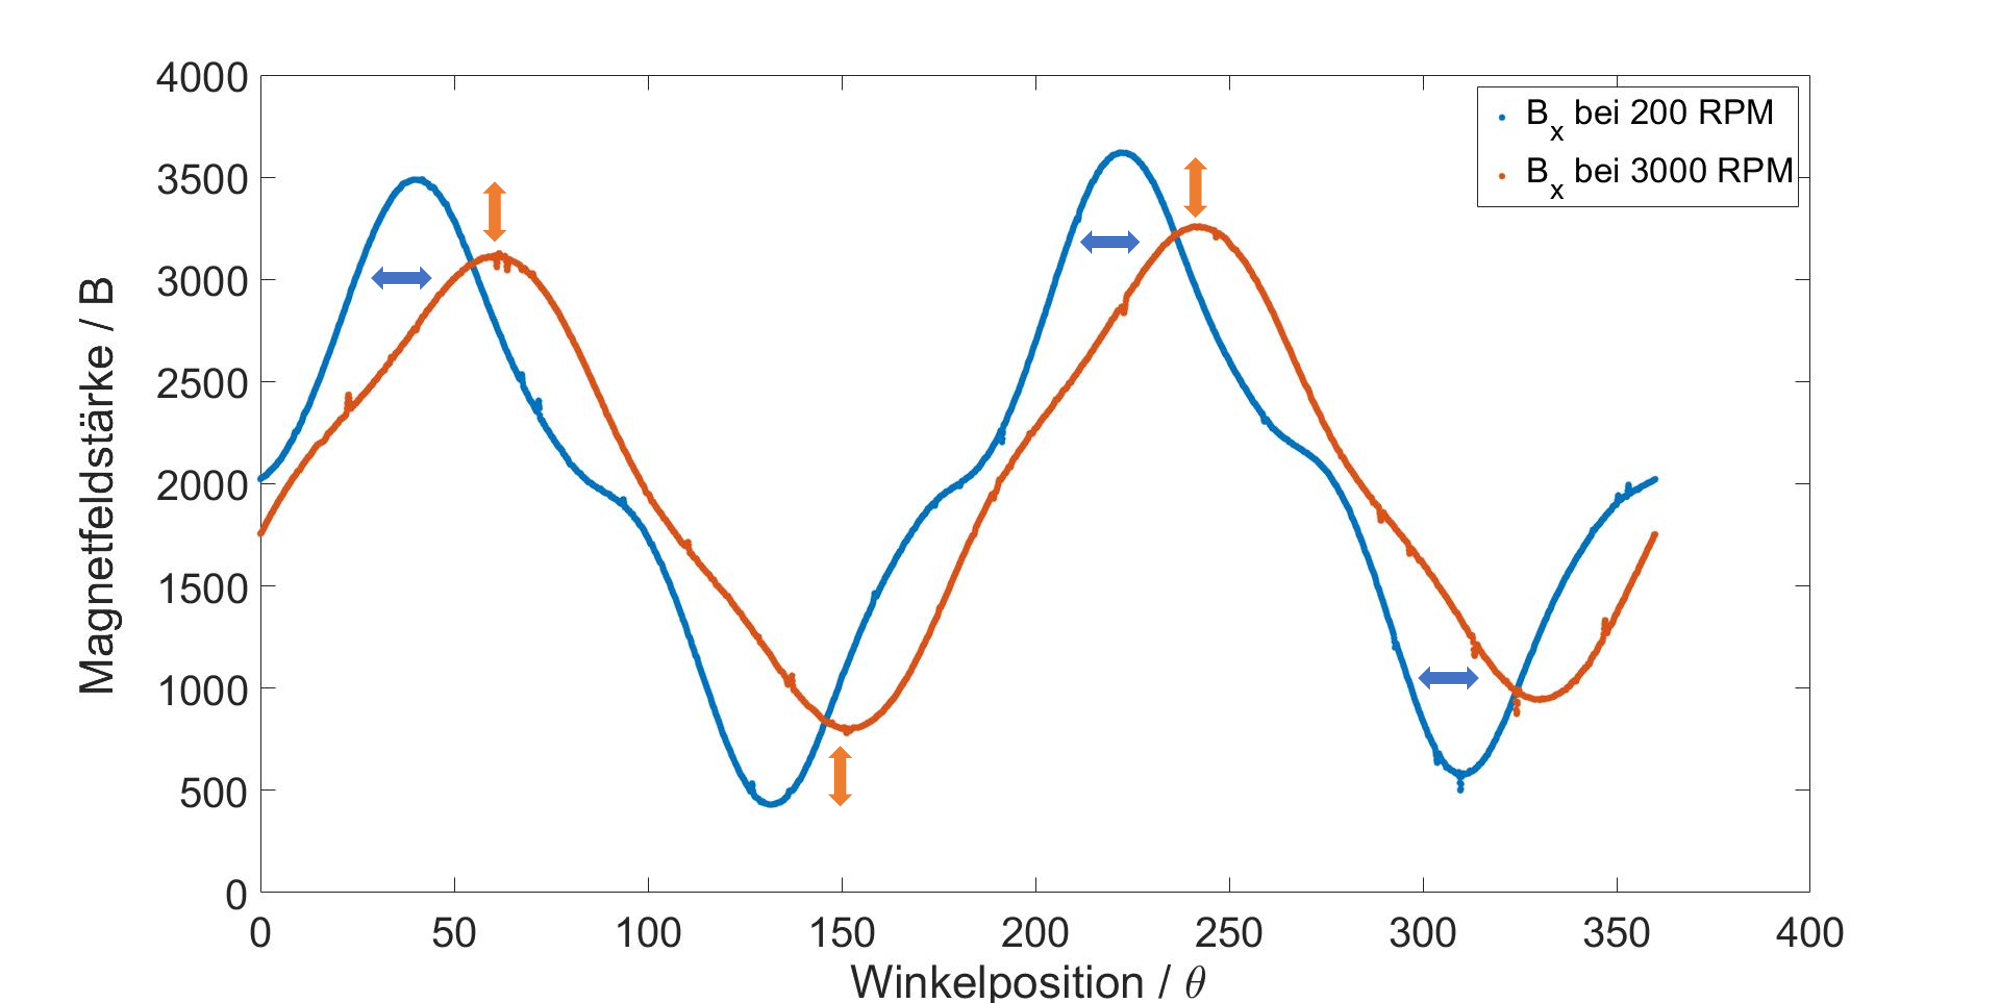 4000
3500
3000
2500
2000
1500
1000
500
0
Magnetfeldstärke / B
Bx bei 200 RPM
Bx bei 3000 RPM
0 50 100 150 200 250 300 350 400
Winkelposition / θ